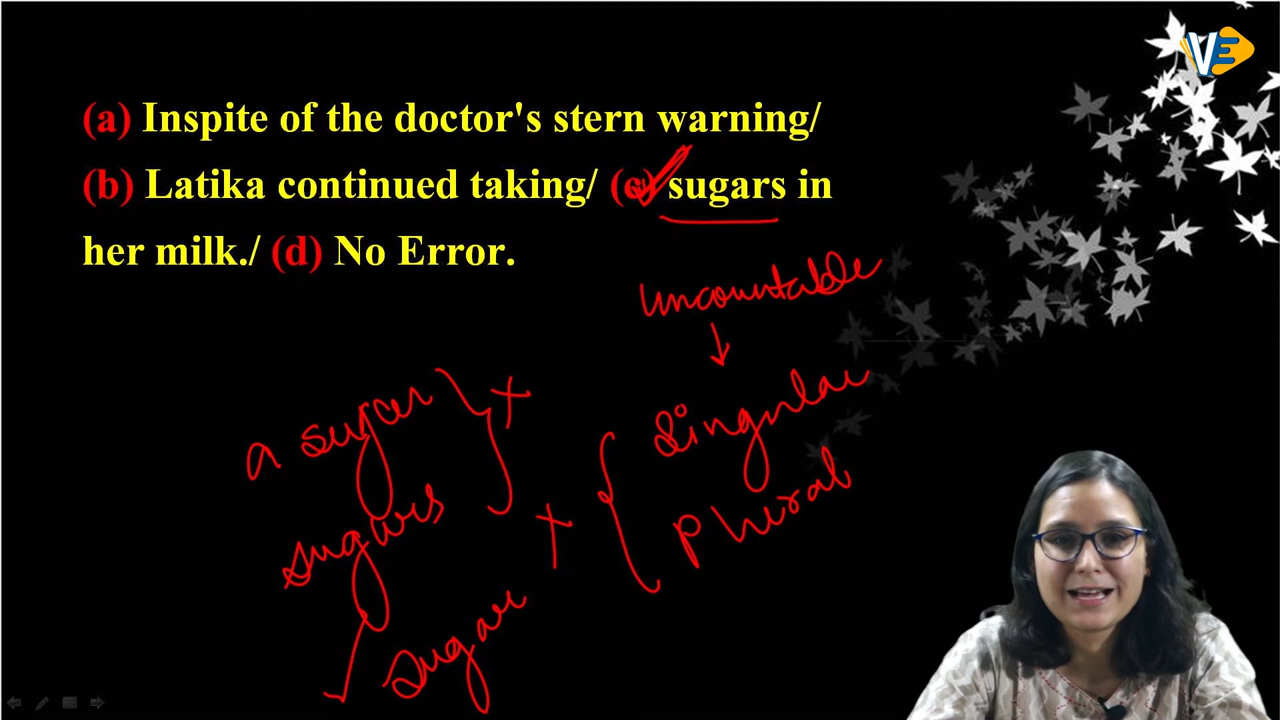 VE
(a) Inspite of the doctor's stern warning/
(b) Latika continued taking/ (c) sugars in
her milk./ (d) No Error.
uncountable
singular
plural
a sugar
sugars
sugar